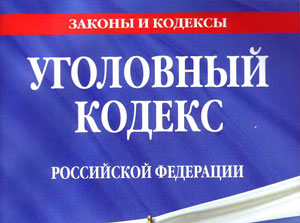 ЗАКОНЫ И КОДЕКСЫ
УГОЛОВНЫЙ
КОДЕКС
РОССИЙСКОЙ ФЕДЕРАЦИИ